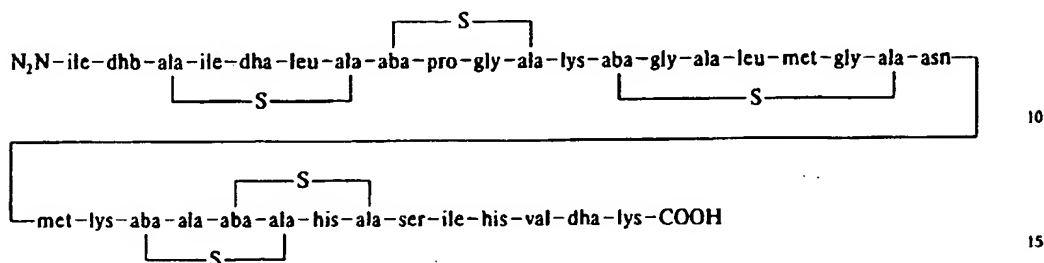 S
N₂N-ile-dhb-ala-ile-dha-leu-ala-aba-pro-gly-ala-lys-aba-gly-ala-leu-met-gly-ala-asn
S S
10
S
met-lys-aba-ala-aba-ala-his-ala-ser-ile-his-val-dha-lys-COOH
S
15